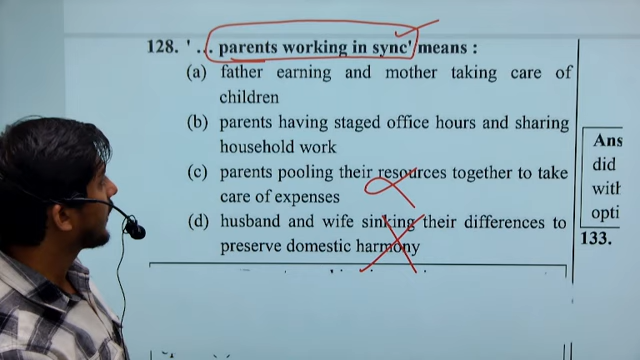 128. '... parents working in sync' means :
(a) father earning and mother taking care of
children
(b) parents having staged office hours and sharing
household work
(c) parents pooling their resources together to take
care of expenses
(d) husband and wife sinking their differences to
preserve domestic harmony
Ans
did
with
opti
133.